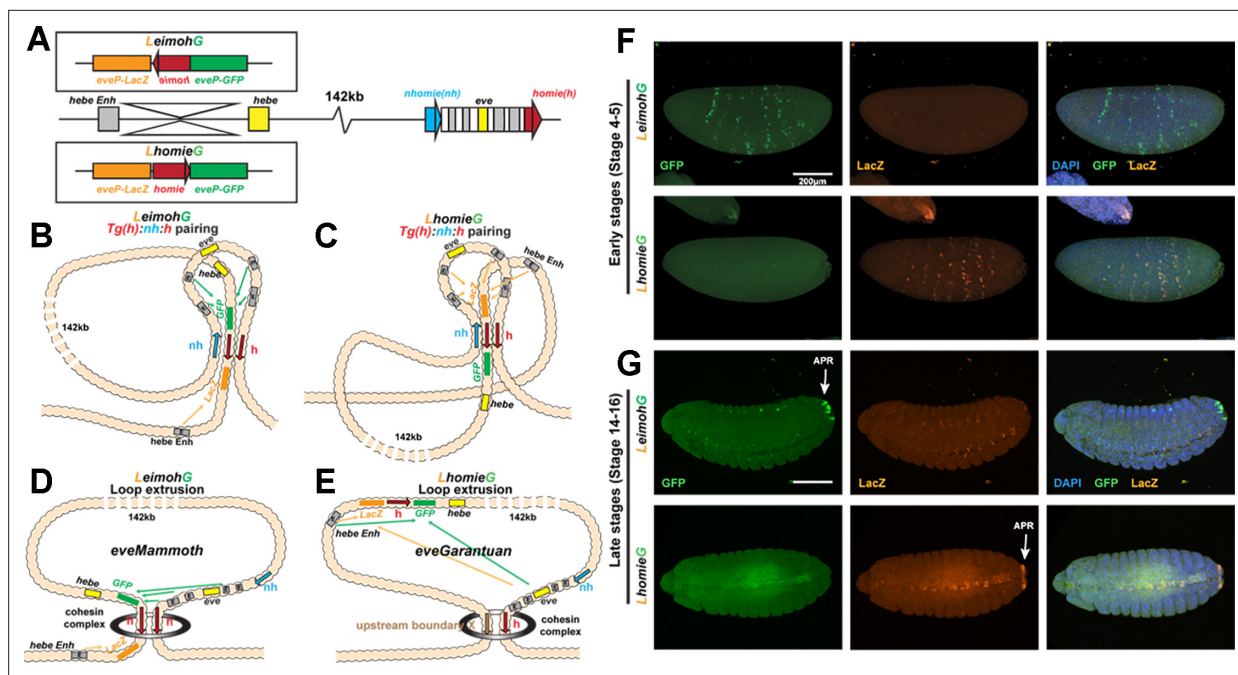 A
LeimohG
eveP-LacZ homie eveP-GFP
hebe Enh
hebe
142kb
nhomie(nh)
eve
homie(h)
LhomieG
eveP-LacZ homie eveP-GFP
B
LeimohG
Tg(h):nh:h pairing
eve
hebe
GFP
142kb
nh
h
LacZ
hebe Enh
C
LhomieG
Tg(h):nh:h pairing
eve
hebe Enh
LacZ
nh
h
GFP
hebe
142kb
D
LeimohG
Loop extrusion
142kb
eveMammoth
hebe
GFP
nh
eve
cohesin
complex
h
h
hebe Enh
LacZ
E
LhomieG
Loop extrusion
LacZ
h
GFP
hebe
142kb
hebe Enh
eveGarantuan
nh
eve
upstream boundary X
h
cohesin
complex
F
Early stages (Stage 4-5)
LeimohG
GFP
200µm
LacZ
DAPI GFP LacZ
LhomieG
G
Late stages (Stage 14-16)
LeimohG
APR
GFP
LacZ
DAPI GFP LacZ
LhomieG
APR